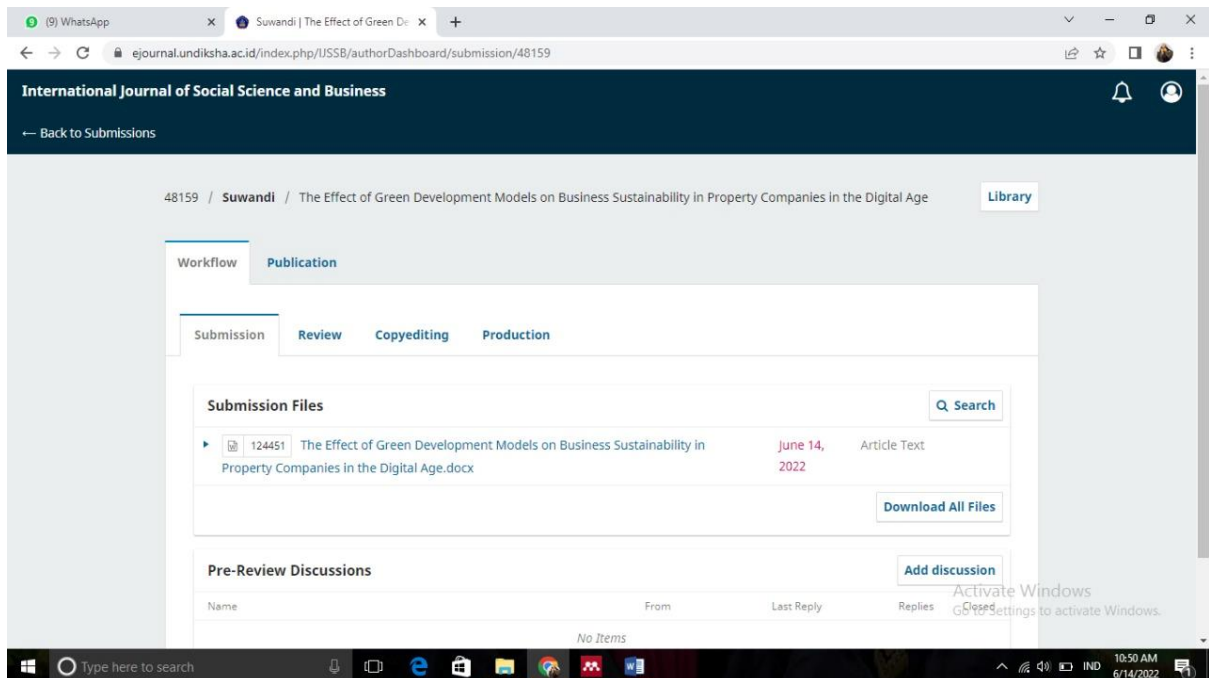 (9) WhatsApp
Suwandi | The Effect of Green De
ejournal.undiksha.ac.id/index.php/IJSSB/authorDashboard/submission/48159
International Journal of Social Science and Business
← Back to Submissions
48159 / Suwandi / The Effect of Green Development Models on Business Sustainability in Property Companies in the Digital Age
Library
Workflow Publication
Submission Review Copyediting Production
Submission Files
Search
124451 The Effect of Green Development Models on Business Sustainability in
Property Companies in the Digital Age.docx
June 14,
2022
Article Text
Download All Files
Pre-Review Discussions
Add discussion
Name From Last Reply Replies Closed
No Items
Activate Windows
Go to Settings to activate Windows.
Type here to search
IND
10:50 AM
6/14/2022